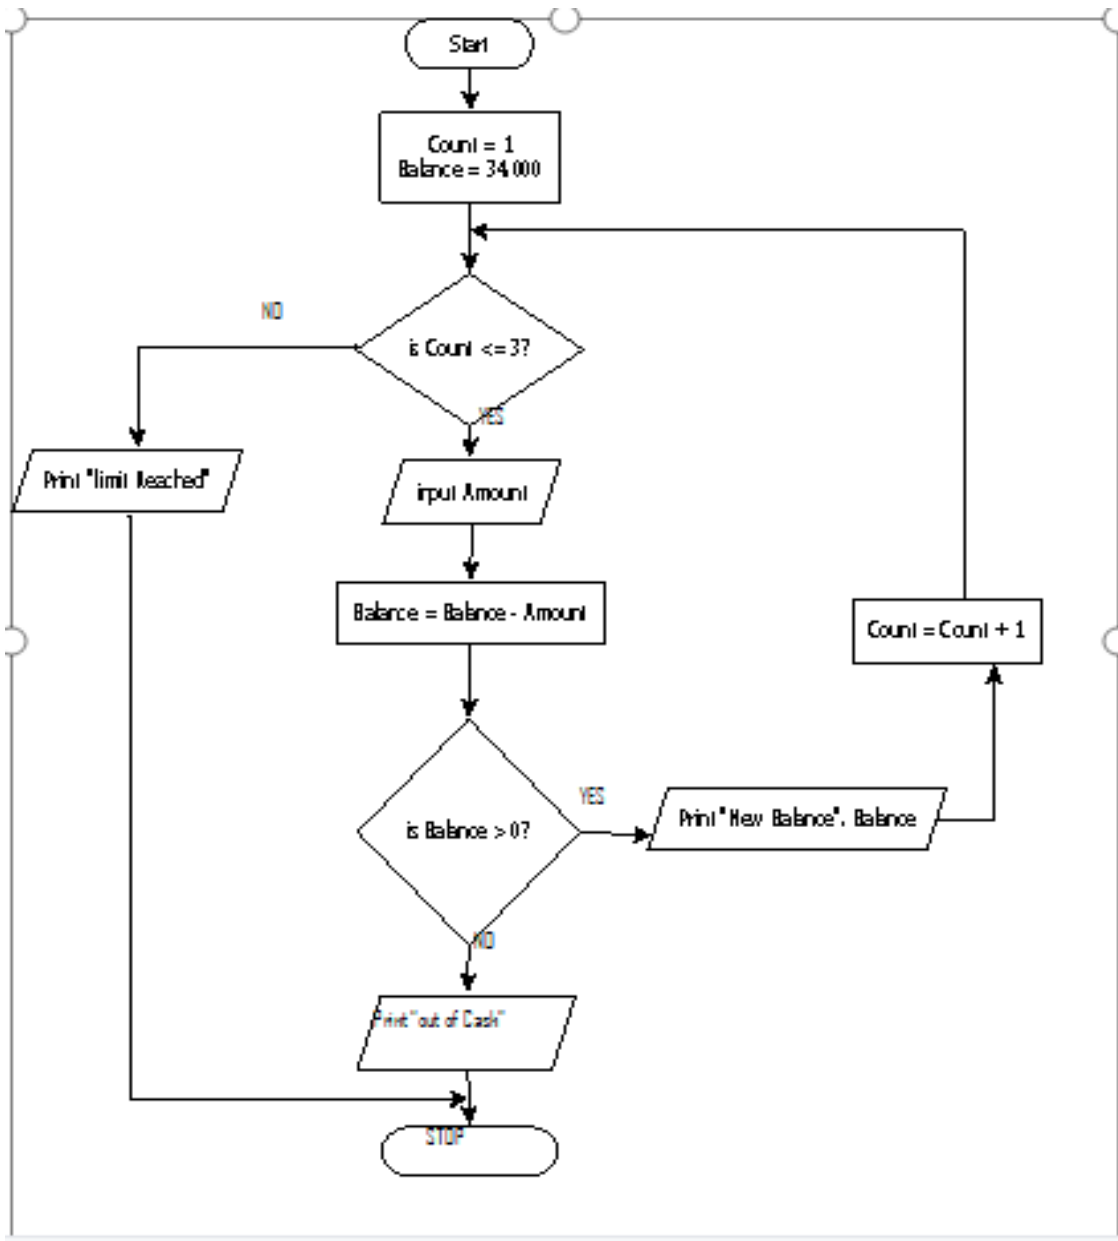 Start
Count = 1
Balance = 34,000
NO
is Count <= 3?
YES
Print "limit Reached"
input Amount
Balance = Balance - Amount
Count = Count + 1
YES
is Balance > 0?
Print "New Balance", Balance
NO
Print "out of Cash"
STOP